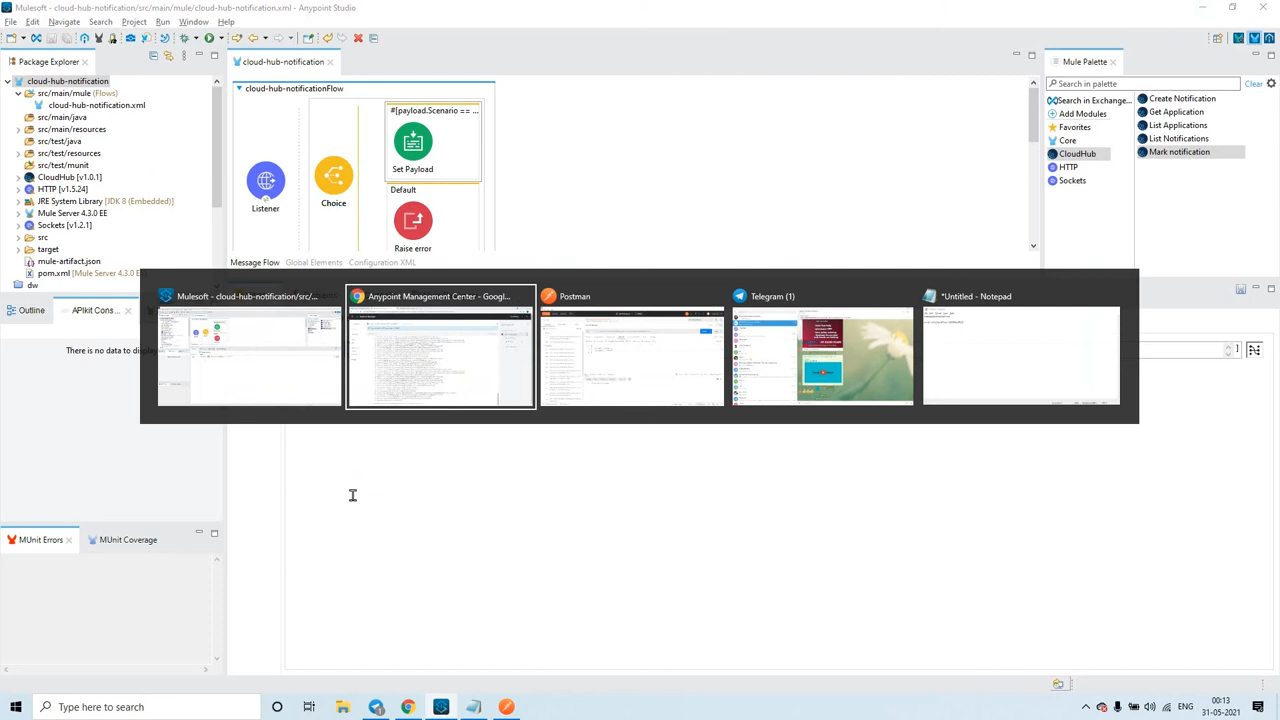 Mulesoft - cloud-hub-notification/src/main/mule/cloud-hub-notification.xml - Anypoint Studio
File Edit Navigate Search Project Run Window Help
Package Explorer
cloud-hub-notification
src/main/mule (Flows)
cloud-hub-notification.xml
src/main/java
src/main/resources
src/test/java
src/test/resources
src/test/munit
CloudHub [v1.0.1]
HTTP [v1.5.24]
JRE System Library [JDK 8 (Embedded)]
Mule Server 4.3.0 EE
Sockets [v1.2.1]
src
target
mule-artifact.json
pom.xml [Mule Server 4.3.0 E
dw
cloud-hub-notification
cloud-hub-notificationFlow
Listener
Choice
#[payload.Scenario == ...
Set Payload
Default
Raise error
Message Flow Global Elements Configuration XML
Mule Palette
Search in palette
Clear
Search in Exchange...
Add Modules
Favorites
Core
CloudHub
HTTP
Sockets
Create Notification
Get Application
List Applications
List Notifications
Mark notification
Mulesoft - cloud-hub-notification/src/...
Anypoint Management Center - Googl...
Postman
Telegram (1)
*Untitled - Notepad
Outline
APIkit Cons...
There is no data to display
MUnit Errors
MUnit Coverage
Type here to search
ENG
00:13
31-05-2021